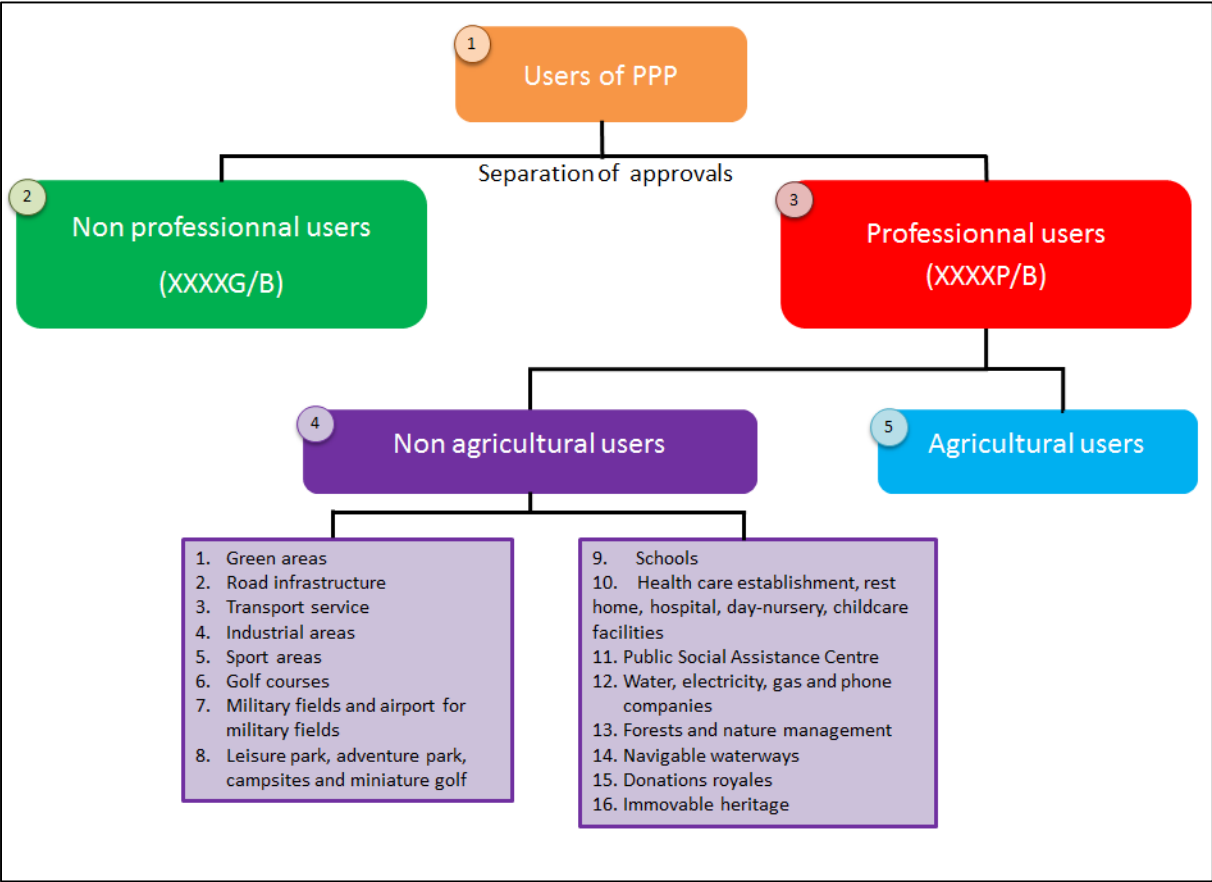 1
Users of PPP
Separation of approvals
2
Non professionnal users
(XXXXG/B)
3
Professionnal users
(XXXXP/B)
4
Non agricultural users
5
Agricultural users
1. Green areas
2. Road infrastructure
3. Transport service
4. Industrial areas
5. Sport areas
6. Golf courses
7. Military fields and airport for
military fields
8. Leisure park, adventure park,
campsites and miniature golf
9. Schools
10. Health care establishment, rest
home, hospital, day-nursery, childcare
facilities
11. Public Social Assistance Centre
12. Water, electricity, gas and phone
companies
13. Forests and nature management
14. Navigable waterways
15. Donations royales
16. Immovable heritage